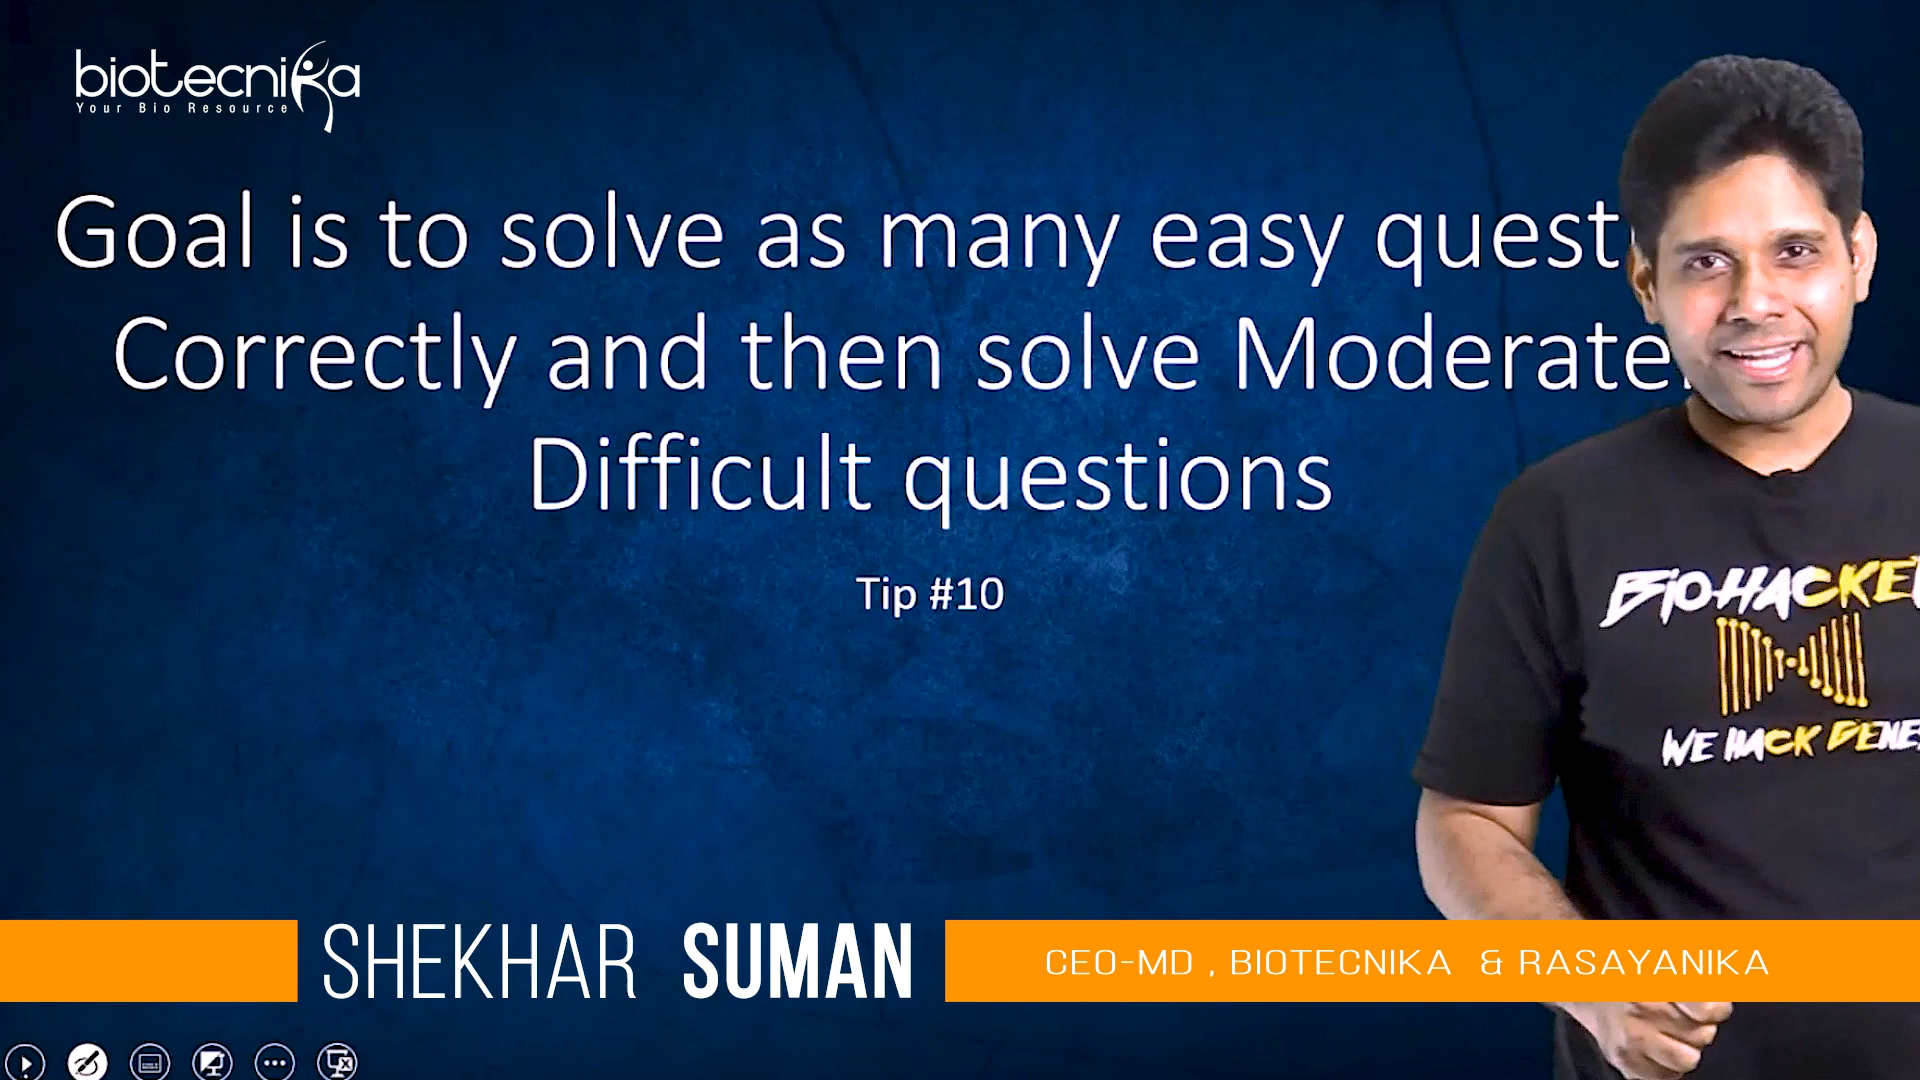 biotecnika
Your Bio Resource
Goal is to solve as many easy quest
Correctly and then solve Moderate
Difficult questions
Tip #10
BIOHACKE
WE HACK GENE
SHEKHAR SUMAN
CEO-MD , BIOTECNIKA & RASAYANIKA